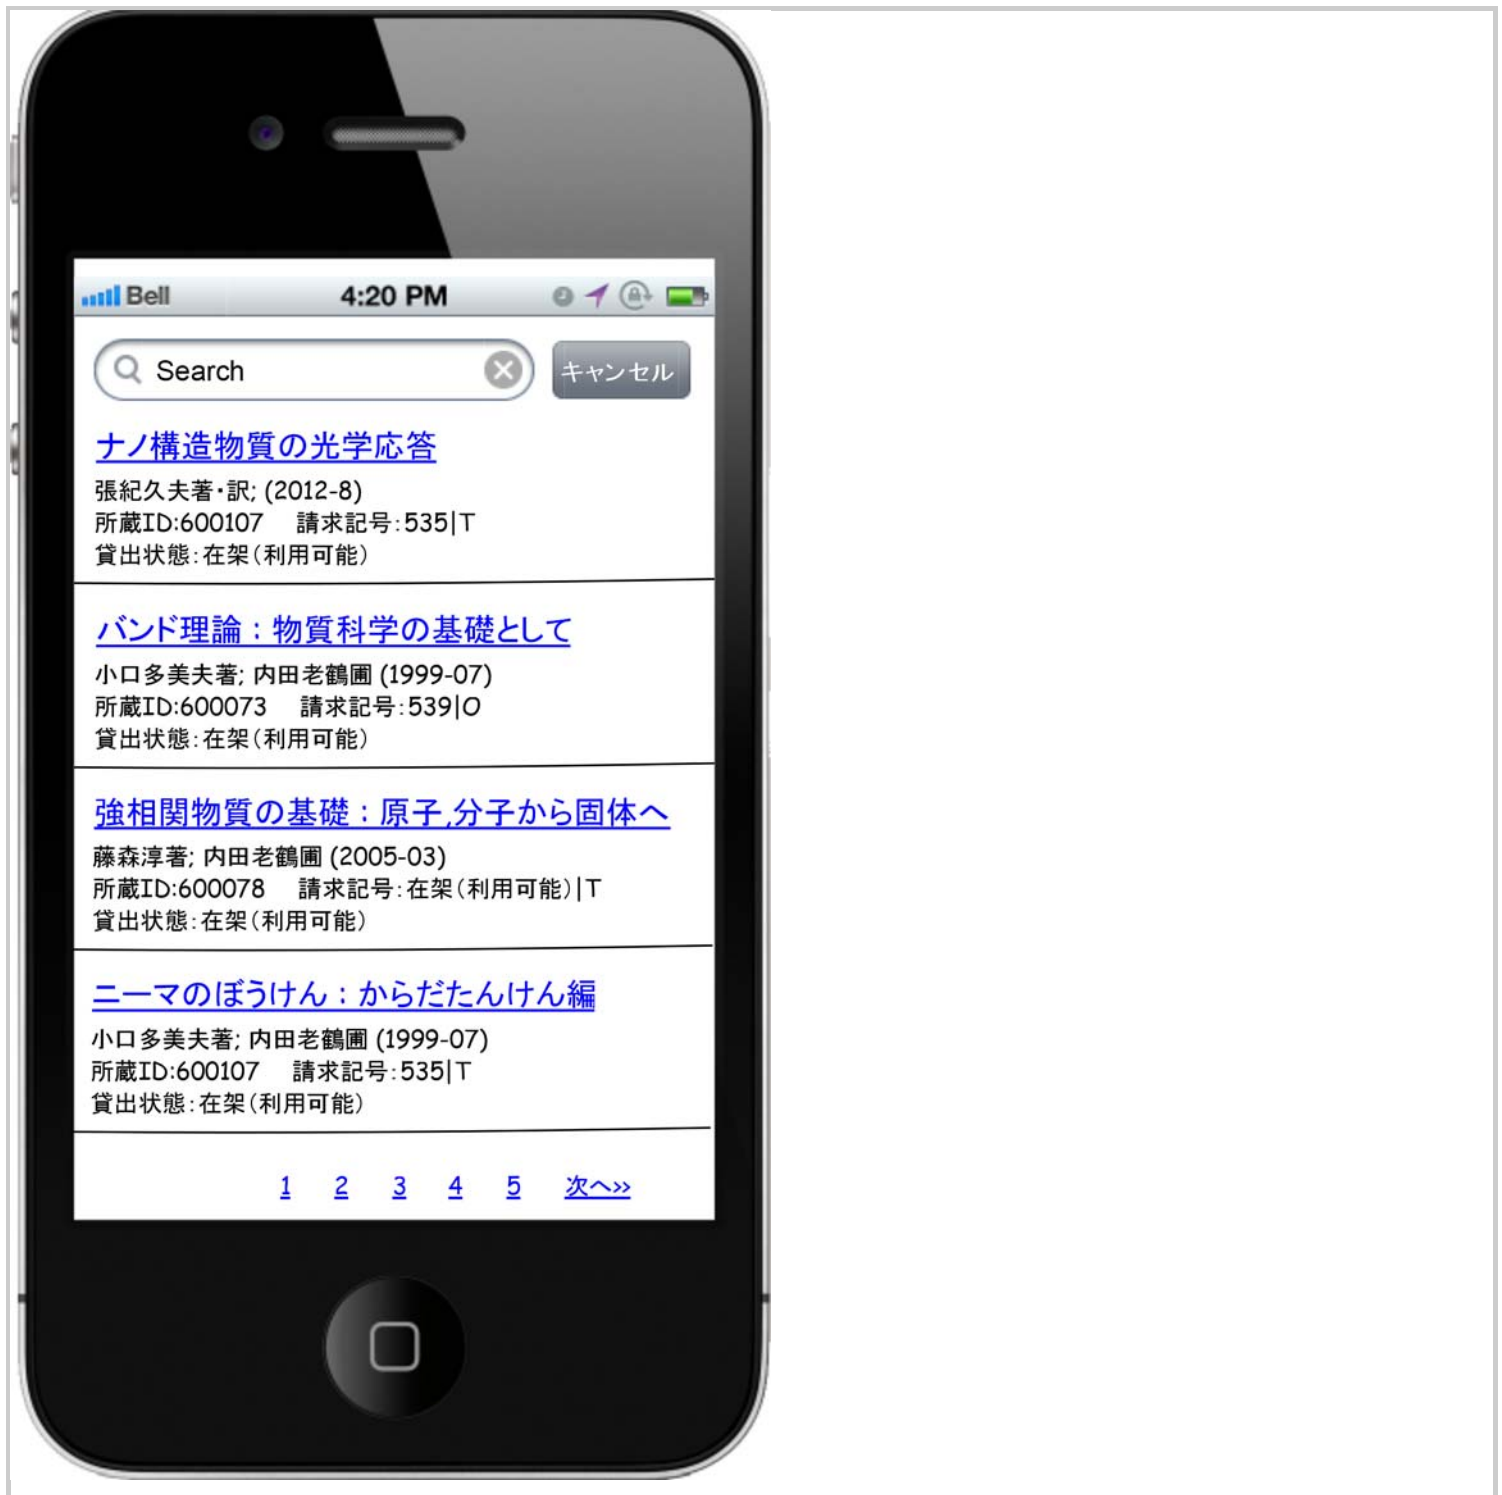 Bell 4:20 PM
Search キャンセル
ナノ構造物質の光学応答
張紀久夫著・訳; (2012-8)
所蔵ID:600107 請求記号:535|T
貸出状態:在架(利用可能)
バンド理論：物質科学の基礎として
小口多美夫著; 内田老鶴圃 (1999-07)
所蔵ID:600073 請求記号:539|O
貸出状態:在架(利用可能)
強相関物質の基礎：原子,分子から固体へ
藤森淳著; 内田老鶴圃 (2005-03)
所蔵ID:600078 請求記号:在架(利用可能)|T
貸出状態:在架(利用可能)
ニーマのぼうけん：からだたんけん編
小口多美夫著; 内田老鶴圃 (1999-07)
所蔵ID:600107 請求記号:535|T
貸出状態:在架(利用可能)
1 2 3 4 5 次へ>>